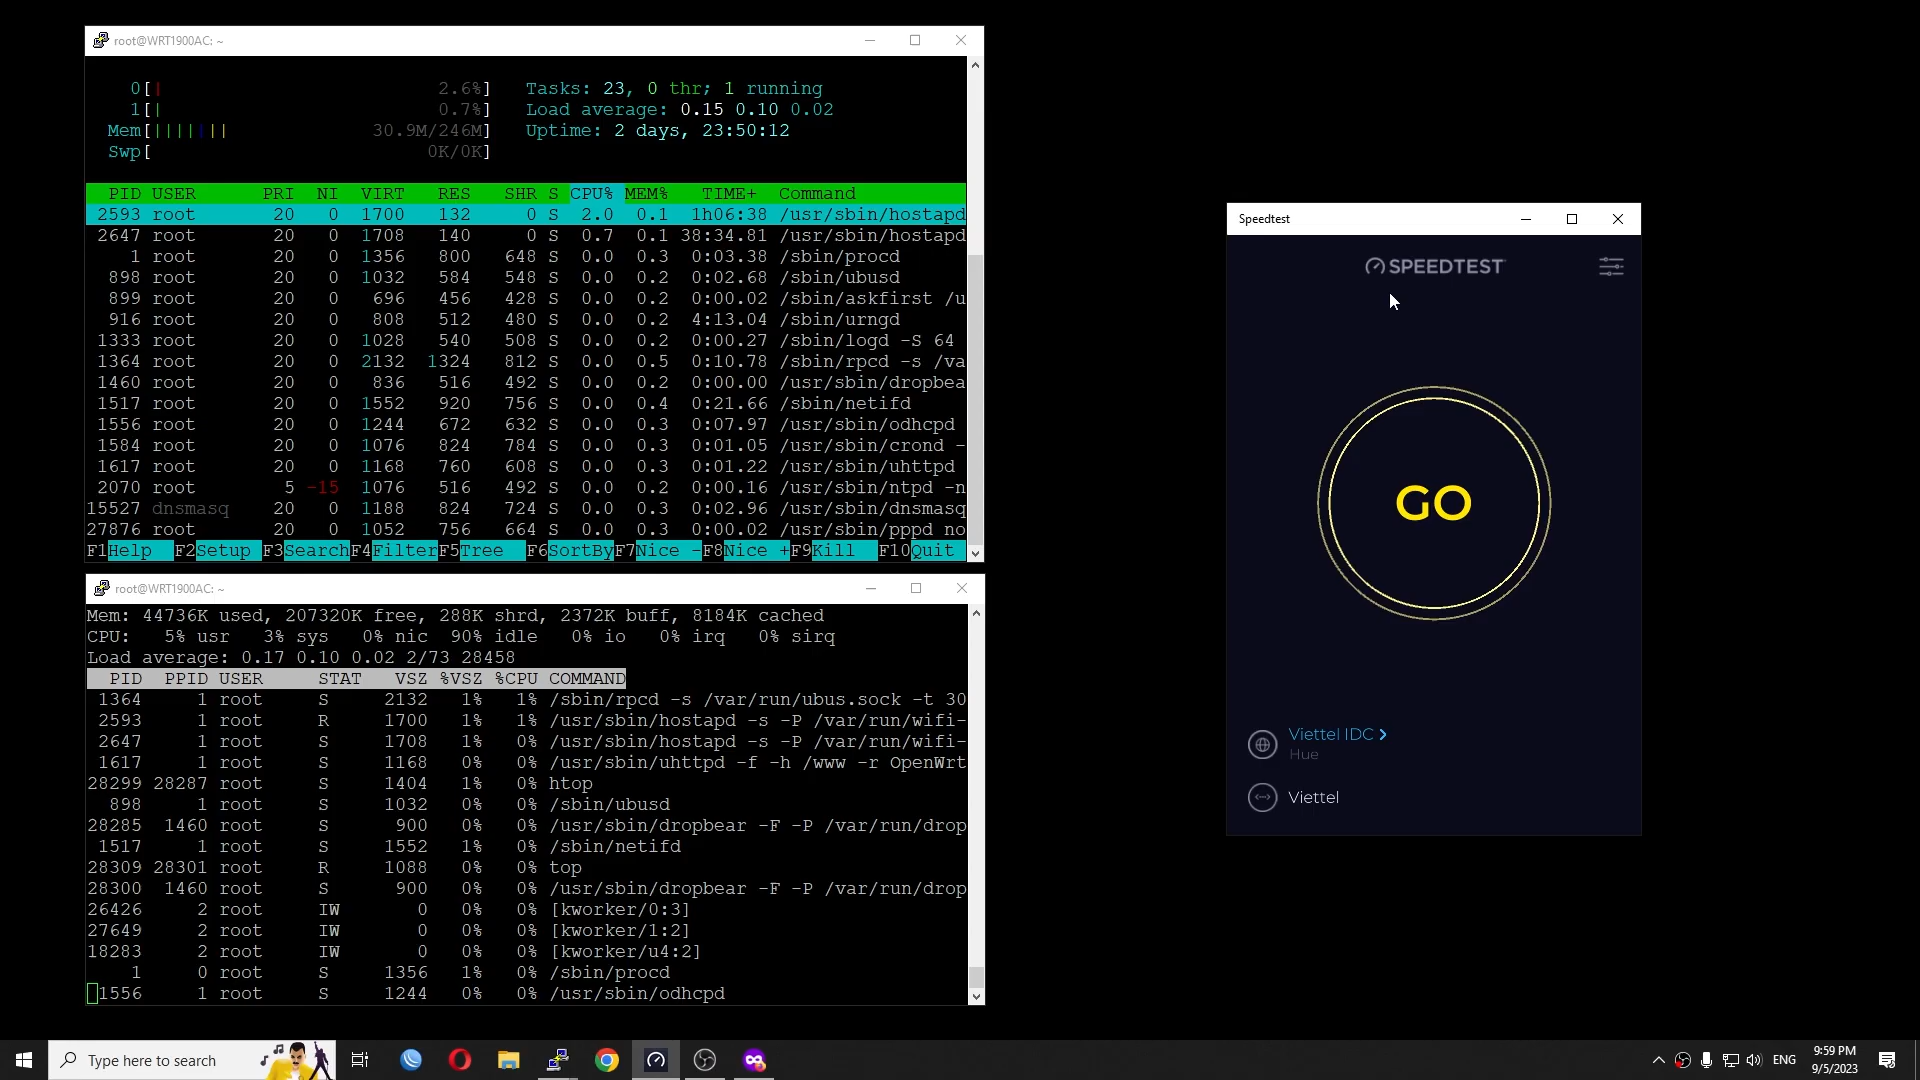 root@WRT1900AC: ~
0[| 2.6%] Tasks: 23, 0 thr; 1 running
1[| 0.7%] Load average: 0.15 0.10 0.02
Mem[||||||| 30.9M/246M] Uptime: 2 days, 23:50:12
Swp[ 0K/0K]
PID USER PRI NI VIRT RES SHR S CPU% MEM% TIME+ Command
2593 root 20 0 1700 132 0 S 2.0 0.1 1h06:38 /usr/sbin/hostapd
2647 root 20 0 1708 140 0 S 0.7 0.1 38:34.81 /usr/sbin/hostapd
1 root 20 0 1356 800 648 S 0.0 0.3 0:03.38 /sbin/procd
898 root 20 0 1032 584 548 S 0.0 0.2 0:02.68 /sbin/ubusd
899 root 20 0 696 456 428 S 0.0 0.2 0:00.02 /sbin/askfirst /u
916 root 20 0 808 512 480 S 0.0 0.2 4:13.04 /sbin/urngd
1333 root 20 0 1028 540 508 S 0.0 0.2 0:00.27 /sbin/logd -S 64
1364 root 20 0 2132 1324 812 S 0.0 0.5 0:10.78 /sbin/rpcd -s /va
1460 root 20 0 836 516 492 S 0.0 0.2 0:00.00 /usr/sbin/dropbea
1517 root 20 0 1552 920 756 S 0.0 0.4 0:21.66 /sbin/netifd
1556 root 20 0 1244 672 632 S 0.0 0.3 0:07.97 /usr/sbin/odhcpd
1584 root 20 0 1076 824 784 S 0.0 0.3 0:01.05 /usr/sbin/crond -
1617 root 20 0 1168 760 608 S 0.0 0.3 0:01.22 /usr/sbin/uhttpd
2070 root 5 -15 1076 516 492 S 0.0 0.2 0:00.16 /usr/sbin/ntpd -n
15527 dnsmasq 20 0 1188 824 724 S 0.0 0.3 0:02.96 /usr/sbin/dnsmasq
27876 root 20 0 1052 756 664 S 0.0 0.3 0:00.02 /usr/sbin/pppd no
F1Help F2Setup F3SearchF4FilterF5Tree F6SortByF7Nice -F8Nice +F9Kill F10Quit
root@WRT1900AC: ~
Mem: 44736K used, 207320K free, 288K shrd, 2372K buff, 8184K cached
CPU: 5% usr 3% sys 0% nic 90% idle 0% io 0% irq 0% sirq
Load average: 0.17 0.10 0.02 2/73 28458
PID PPID USER STAT VSZ %VSZ %CPU COMMAND
1364 1 root S 2132 1% 1% /sbin/rpcd -s /var/run/ubus.sock -t 30
2593 1 root R 1700 1% 1% /usr/sbin/hostapd -s -P /var/run/wifi-
2647 1 root S 1708 1% 0% /usr/sbin/hostapd -s -P /var/run/wifi-
1617 1 root S 1168 0% 0% /usr/sbin/uhttpd -f -h /www -r OpenWrt
28299 28287 root S 1404 1% 0% htop
898 1 root S 1032 0% 0% /sbin/ubusd
28285 1460 root S 900 0% 0% /usr/sbin/dropbear -F -P /var/run/drop
1517 1 root S 1552 1% 0% /sbin/netifd
28309 28301 root R 1088 0% 0% top
28300 1460 root S 900 0% 0% /usr/sbin/dropbear -F -P /var/run/drop
26426 2 root IW 0 0% 0% [kworker/0:3]
27649 2 root IW 0 0% 0% [kworker/1:2]
18283 2 root IW 0 0% 0% [kworker/u4:2]
1 0 root S 1356 1% 0% /sbin/procd
1556 1 root S 1244 0% 0% /usr/sbin/odhcpd
Speedtest
SPEEDTEST
GO
Viettel IDC
Hue
Viettel
Type here to search
ENG
9:59 PM
9/5/2023